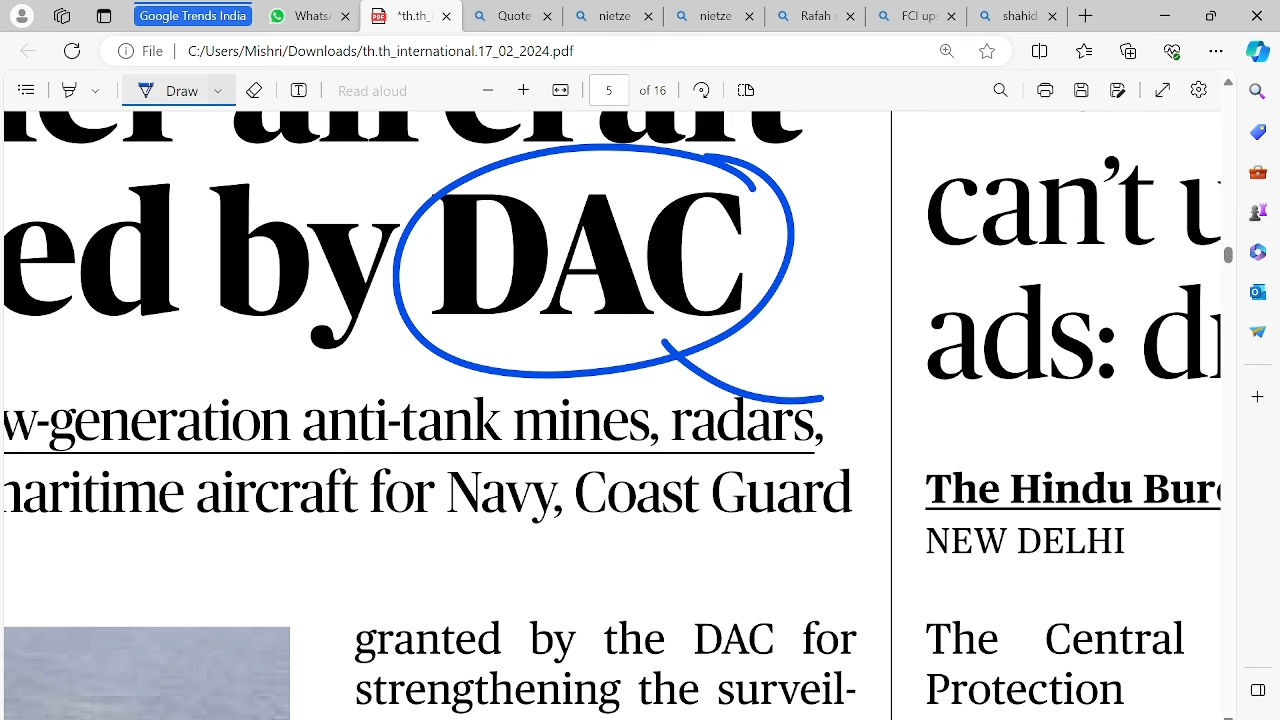 Google Trends India
Whats
*th.th_
Quote
nietze
nietze
rafah
FCI up
shahid
File
C:/Users/Mishri/Downloads/th.th_international.17_02_2024.pdf
Draw
Read aloud
5
of 16
her aircraft
ed by DAC
w-generation anti-tank mines, radars,
maritime aircraft for Navy, Coast Guard
granted by the DAC for
strengthening the surveil-
can't u
ads: d
The Hindu Bure
NEW DELHI
The Central
Protection